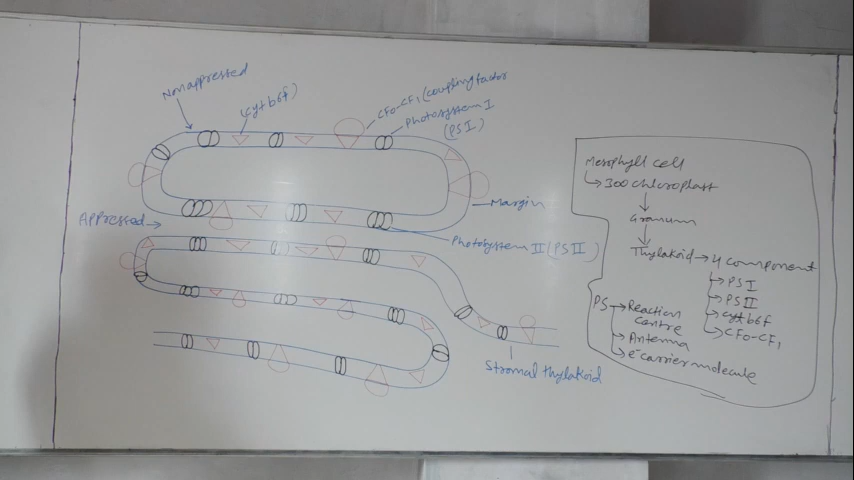 Nonappressed
(Cyt b6f)
CFo-CF1 (coupling factor
Photosystem I
(PS I)
Margin
Appressed →
Photosystem II (PS II)
Stromal thylakoid
Mesophyll cell
↳ 300 chloroplast
↓
Granum
↓
Thylakoid → 4 component
↳ PS I
↳ PS II
↳ cyt b6f
↳ CFo-CF1
PS → Reaction
centre
↳ Antenna
↳ e⁻ carrier molecule